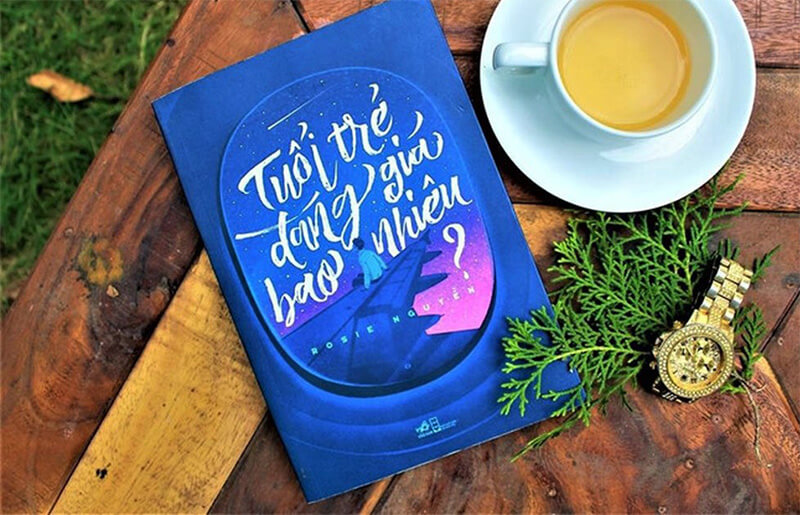 Tuổi trẻ
đáng giá
bao nhiêu
?
ROSIE NGUYỄN